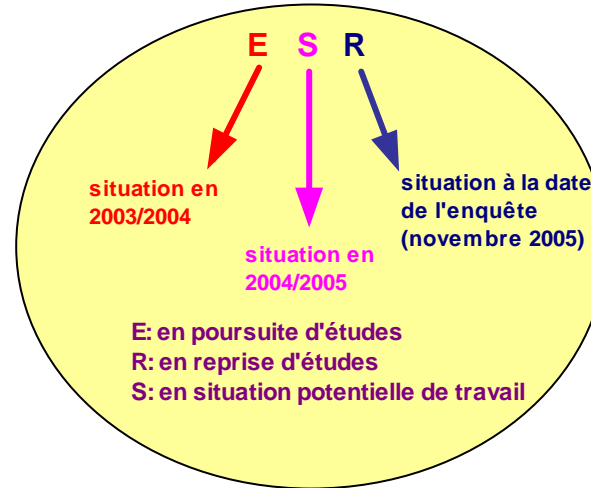 E S R
situation en
2003/2004
situation à la date
de l'enquête
(novembre 2005)
situation en
2004/2005
E: en poursuite d'études
R: en reprise d'études
S: en situation potentielle de travail